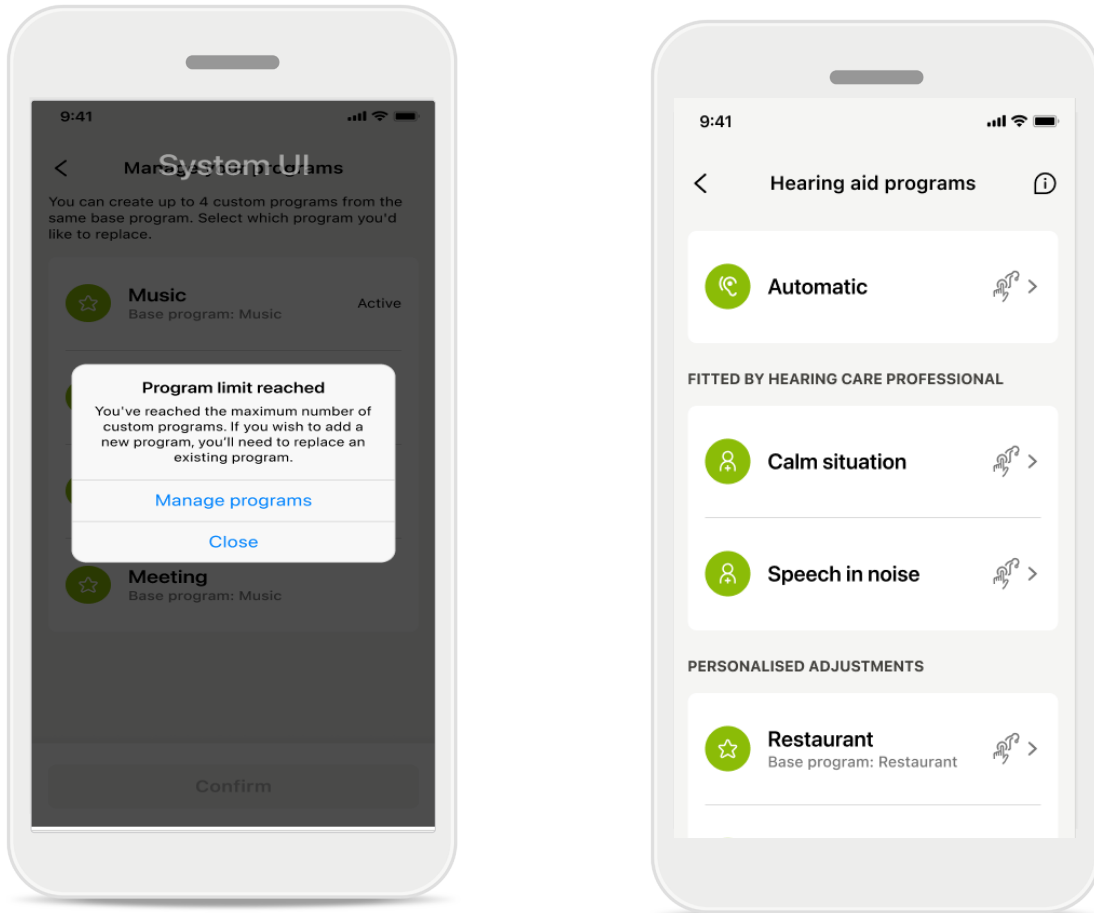 9:41
System UI
Manage your programs
You can create up to 4 custom programs from the
same base program. Select which program you'd
like to replace.
Music
Base program: Music
Active
Program limit reached
You've reached the maximum number of
custom programs. If you wish to add a
new program, you'll need to replace an
existing program.
Manage programs
Close
Meeting
Base program: Music
Confirm
9:41
Hearing aid programs
Automatic
FITTED BY HEARING CARE PROFESSIONAL
Calm situation
Speech in noise
PERSONALISED ADJUSTMENTS
Restaurant
Base program: Restaurant